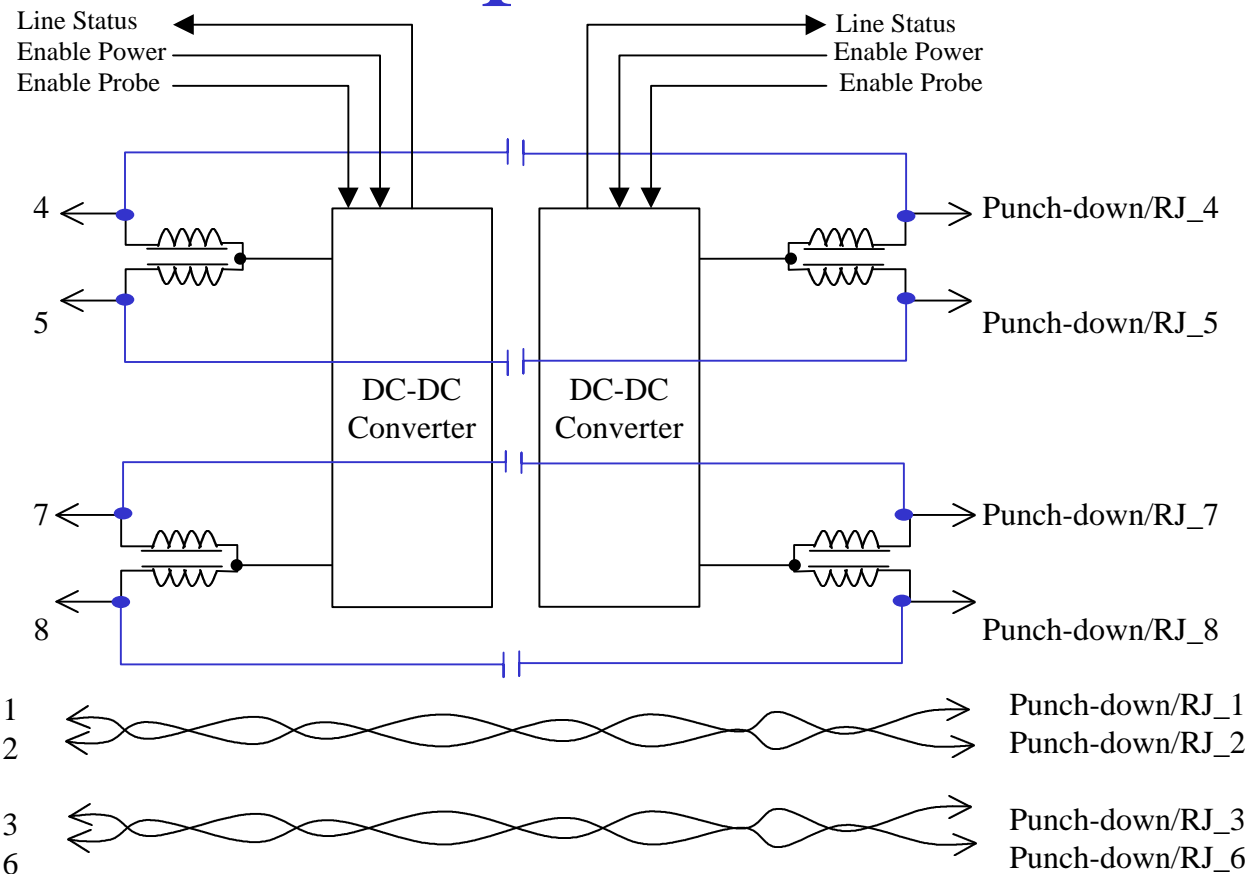 Line Status
Enable Power
Enable Probe
Line Status
Enable Power
Enable Probe
4
5
Punch-down/RJ_4
Punch-down/RJ_5
DC-DC
Converter
DC-DC
Converter
7
8
Punch-down/RJ_7
Punch-down/RJ_8
1
2
Punch-down/RJ_1
Punch-down/RJ_2
3
6
Punch-down/RJ_3
Punch-down/RJ_6